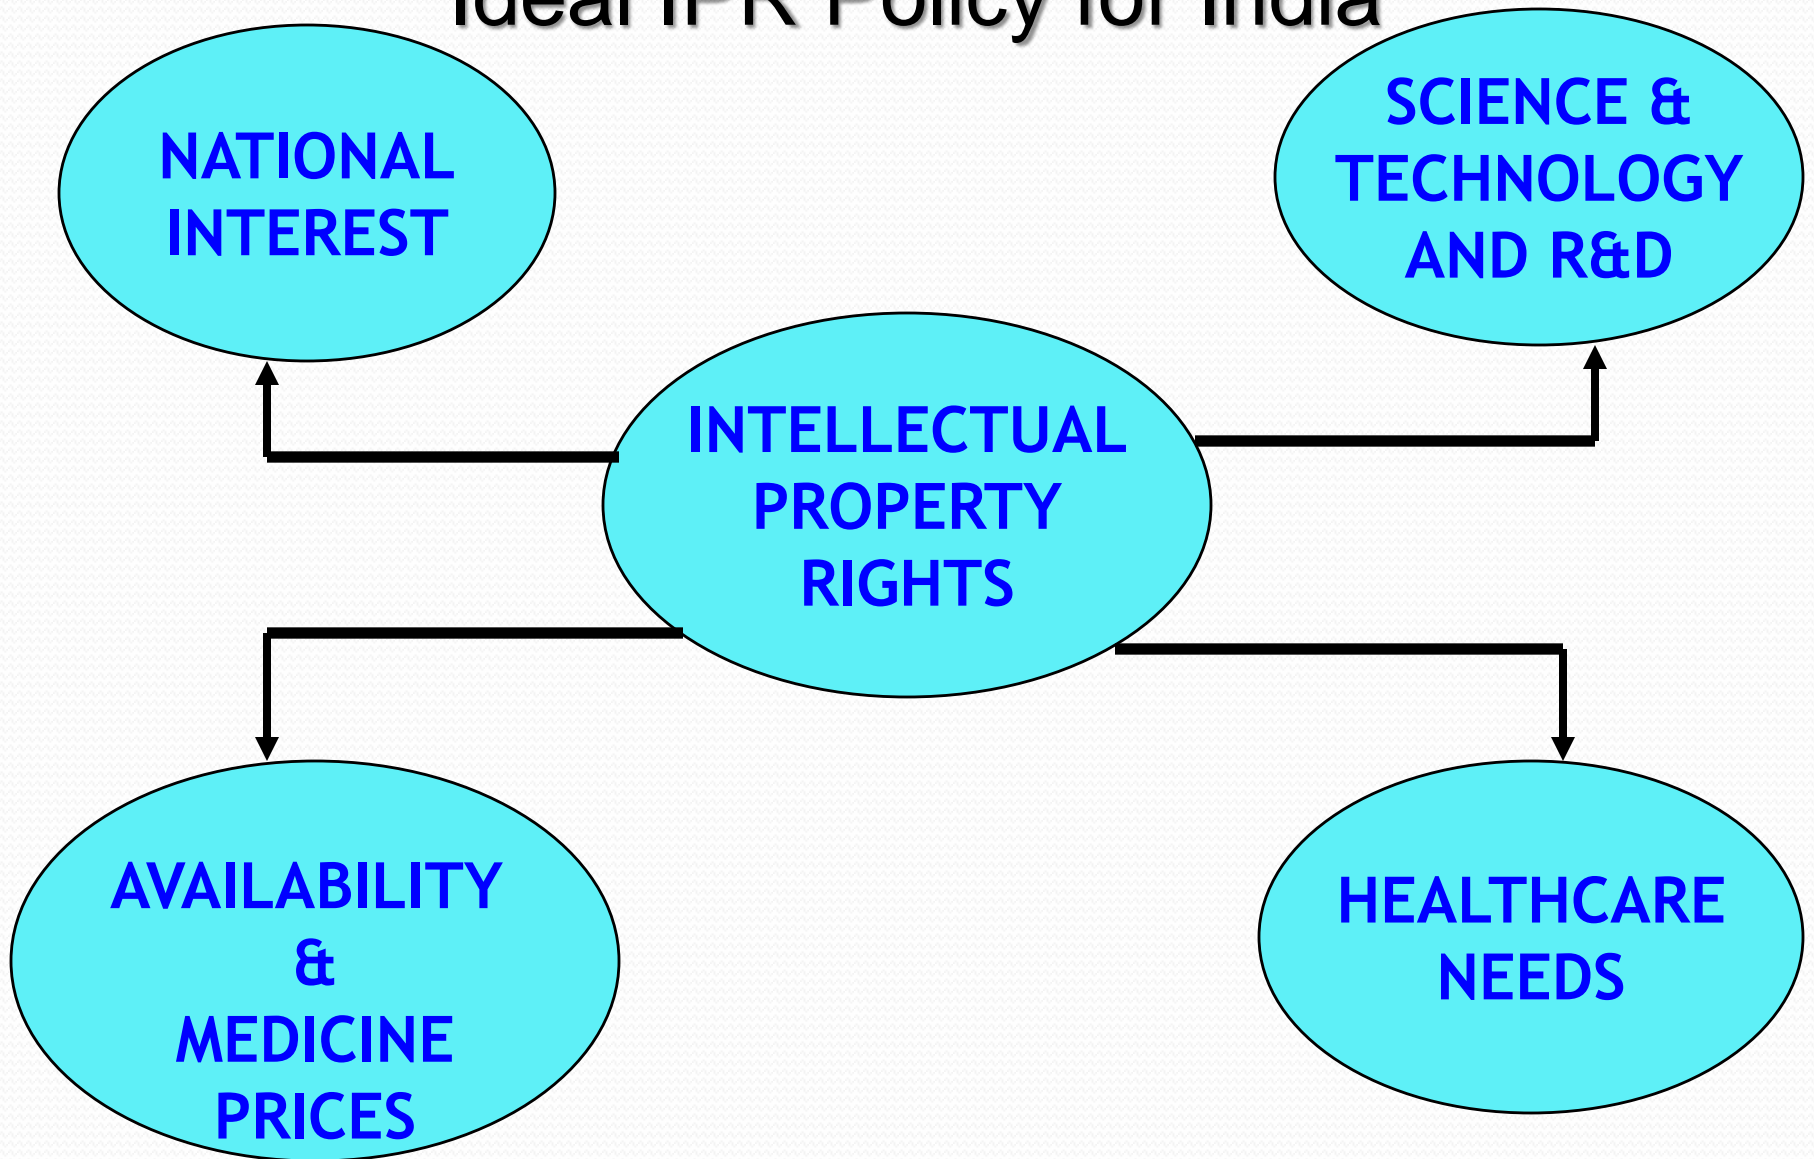 Ideal IPR Policy for India
NATIONAL
INTEREST
SCIENCE &
TECHNOLOGY
AND R&D
INTELLECTUAL
PROPERTY
RIGHTS
AVAILABILITY
&
MEDICINE
PRICES
HEALTHCARE
NEEDS